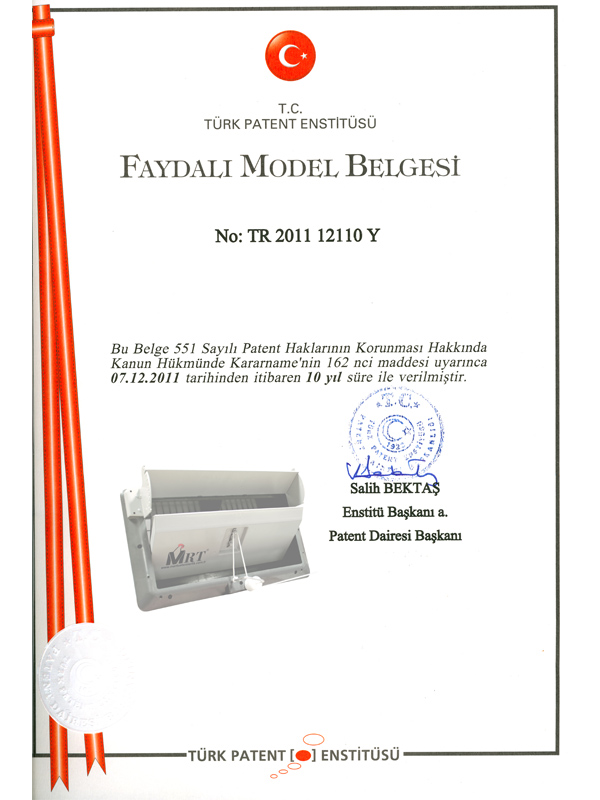 T.C.
TÜRK PATENT ENSTİTÜSÜ
FAYDALI MODEL BELGESİ
No: TR 2011 12110 Y
Bu Belge 551 Sayılı Patent Haklarının Korunması Hakkında
Kanun Hükmünde Kararname'nin 162 nci maddesi uyarınca
07.12.2011 tarihinden itibaren 10 yıl süre ile verilmiştir.
T.C.
Salih BEKTAŞ
Enstitü Başkanı a.
Patent Dairesi Başkanı
MRT
TÜRK PATENT [ ] ENSTİTÜSÜ